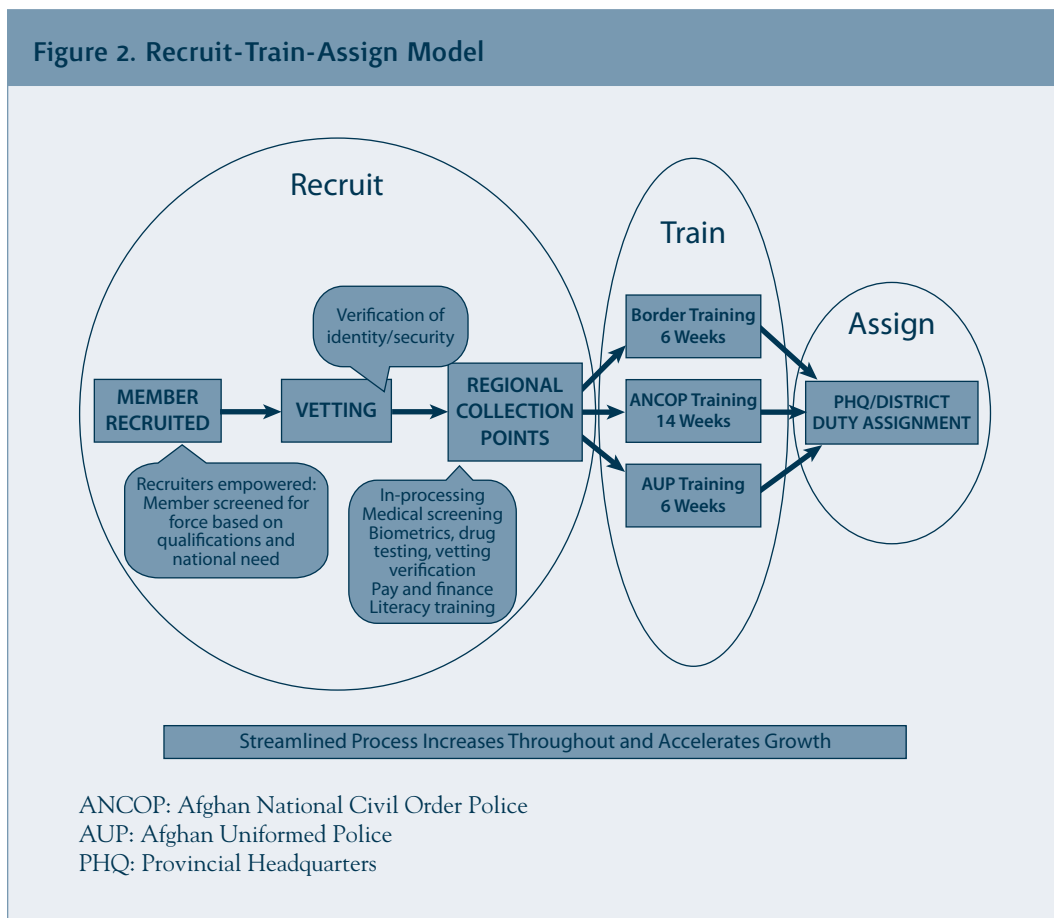 Figure 2. Recruit-Train-Assign Model
Recruit
Train
Assign
Verification of
identity/security
MEMBER
RECRUITED
VETTING
REGIONAL
COLLECTION
POINTS
Border Training
6 Weeks
ANCOP Training
14 Weeks
AUP Training
6 Weeks
PHQ/DISTRICT
DUTY ASSIGNMENT
Recruiters empowered:
Member screened for
force based on
qualifications and
national need
In-processing
Medical screening
Biometrics, drug
testing, vetting
verification
Pay and finance
Literacy training
Streamlined Process Increases Throughout and Accelerates Growth
ANCOP: Afghan National Civil Order Police
AUP: Afghan Uniformed Police
PHQ: Provincial Headquarters